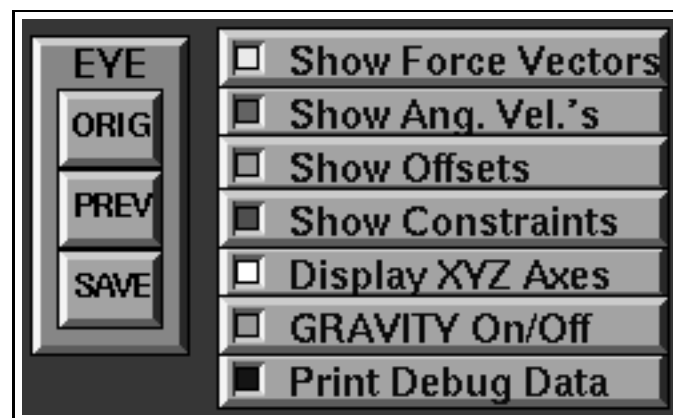 EYE
ORIG
PREV
SAVE
Show Force Vectors
Show Ang. Vel.'s
Show Offsets
Show Constraints
Display XYZ Axes
GRAVITY On/Off
Print Debug Data